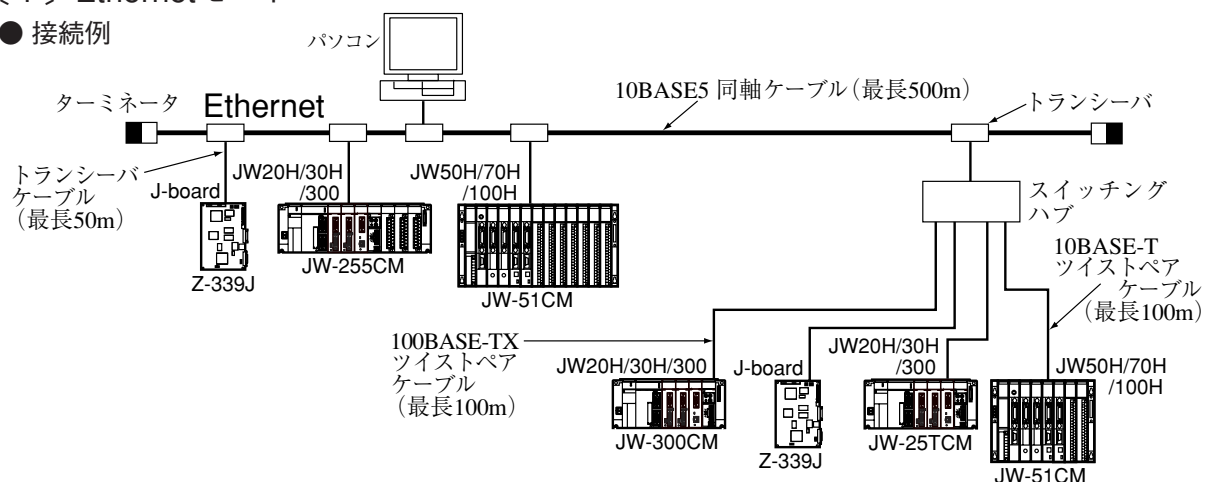 ● 接続例
パソコン
ターミネータ
Ethernet
10BASE5 同軸ケーブル（最長500m）
トランシーバ
トランシーバ
ケーブル
（最長50m）
J-board
Z-339J
JW20H/30H
/300
JW-255CM
JW50H/70H
/100H
JW-51CM
スイッチング
ハブ
10BASE-T
ツイストペア
ケーブル
（最長100m）
100BASE-TX
ツイストペア
ケーブル
（最長100m）
JW20H/30H/300
JW-300CM
J-board
Z-339J
JW20H/30H
/300
JW-25TCM
JW50H/70H
/100H
JW-51CM